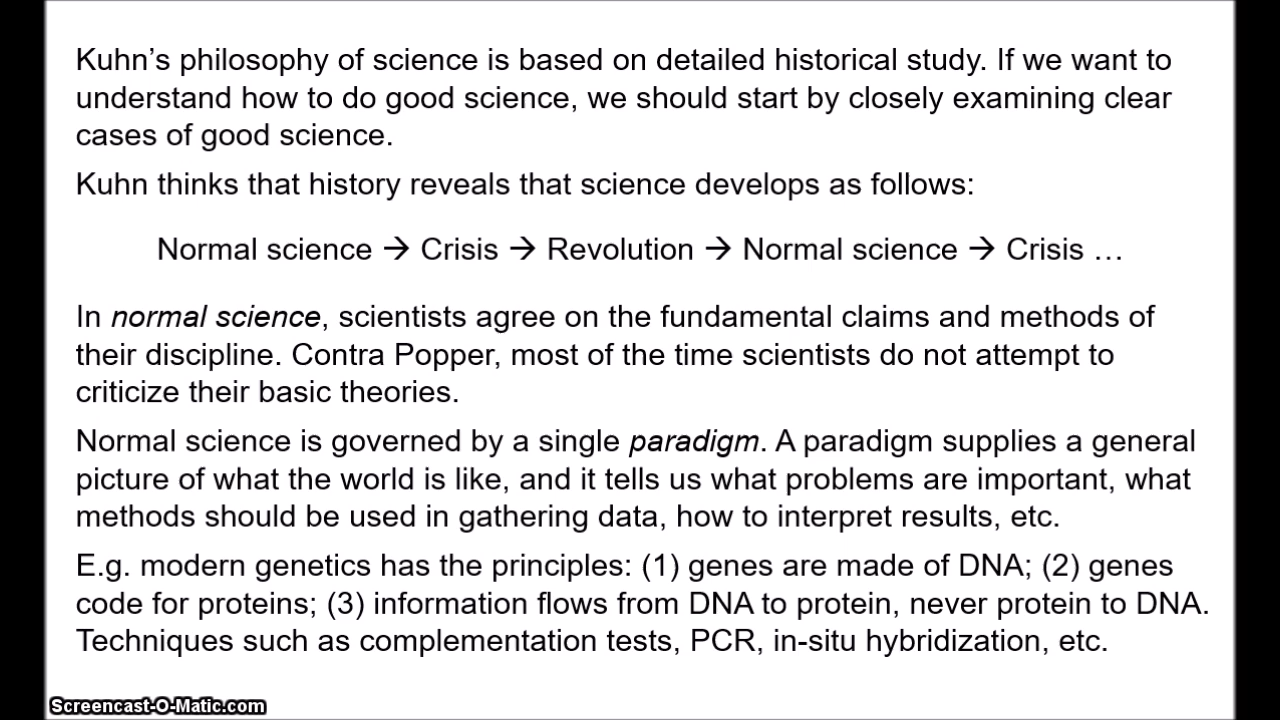 Kuhn’s philosophy of science is based on detailed historical study. If we want to
understand how to do good science, we should start by closely examining clear
cases of good science.
Kuhn thinks that history reveals that science develops as follows:
Normal science → Crisis → Revolution → Normal science → Crisis …
In normal science, scientists agree on the fundamental claims and methods of
their discipline. Contra Popper, most of the time scientists do not attempt to
criticize their basic theories.
Normal science is governed by a single paradigm. A paradigm supplies a general
picture of what the world is like, and it tells us what problems are important, what
methods should be used in gathering data, how to interpret results, etc.
E.g. modern genetics has the principles: (1) genes are made of DNA; (2) genes
code for proteins; (3) information flows from DNA to protein, never protein to DNA.
Techniques such as complementation tests, PCR, in-situ hybridization, etc.
Screencast-O-Matic.com